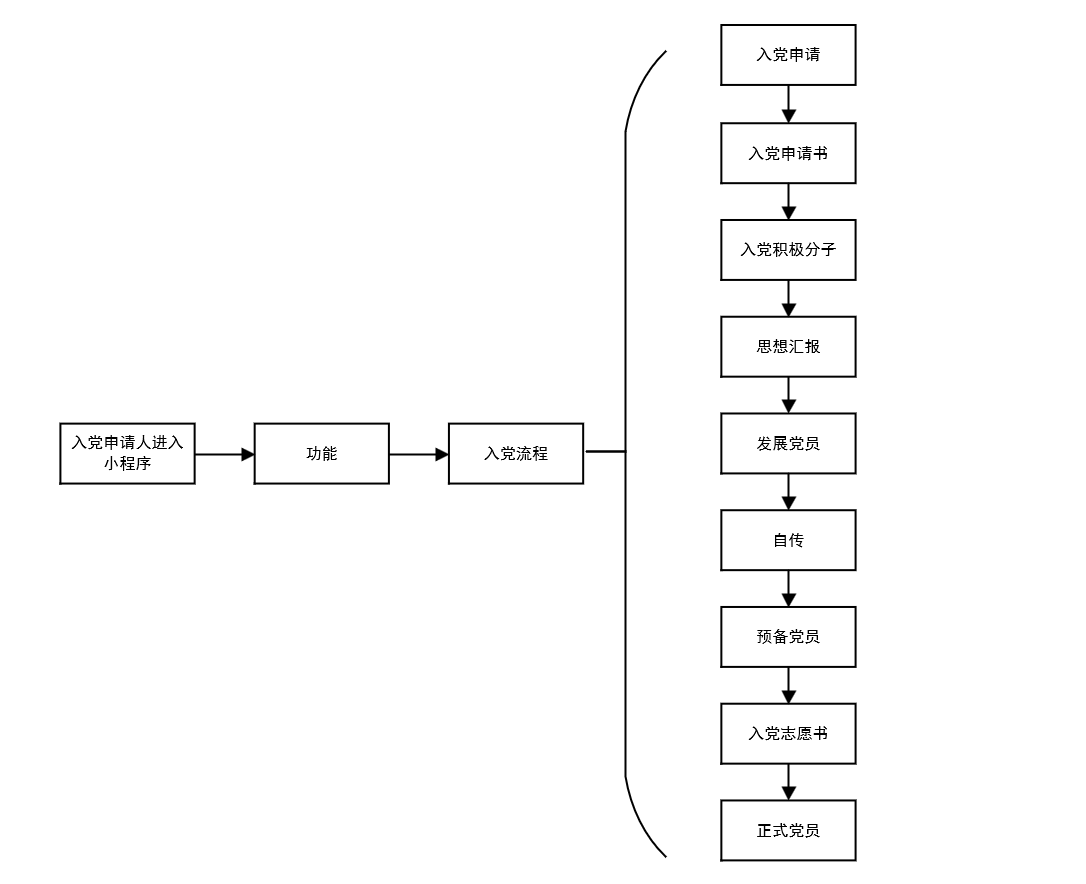 入党申请人进入
小程序
功能
入党流程
入党申请
入党申请书
入党积极分子
思想汇报
发展党员
自传
预备党员
入党志愿书
正式党员